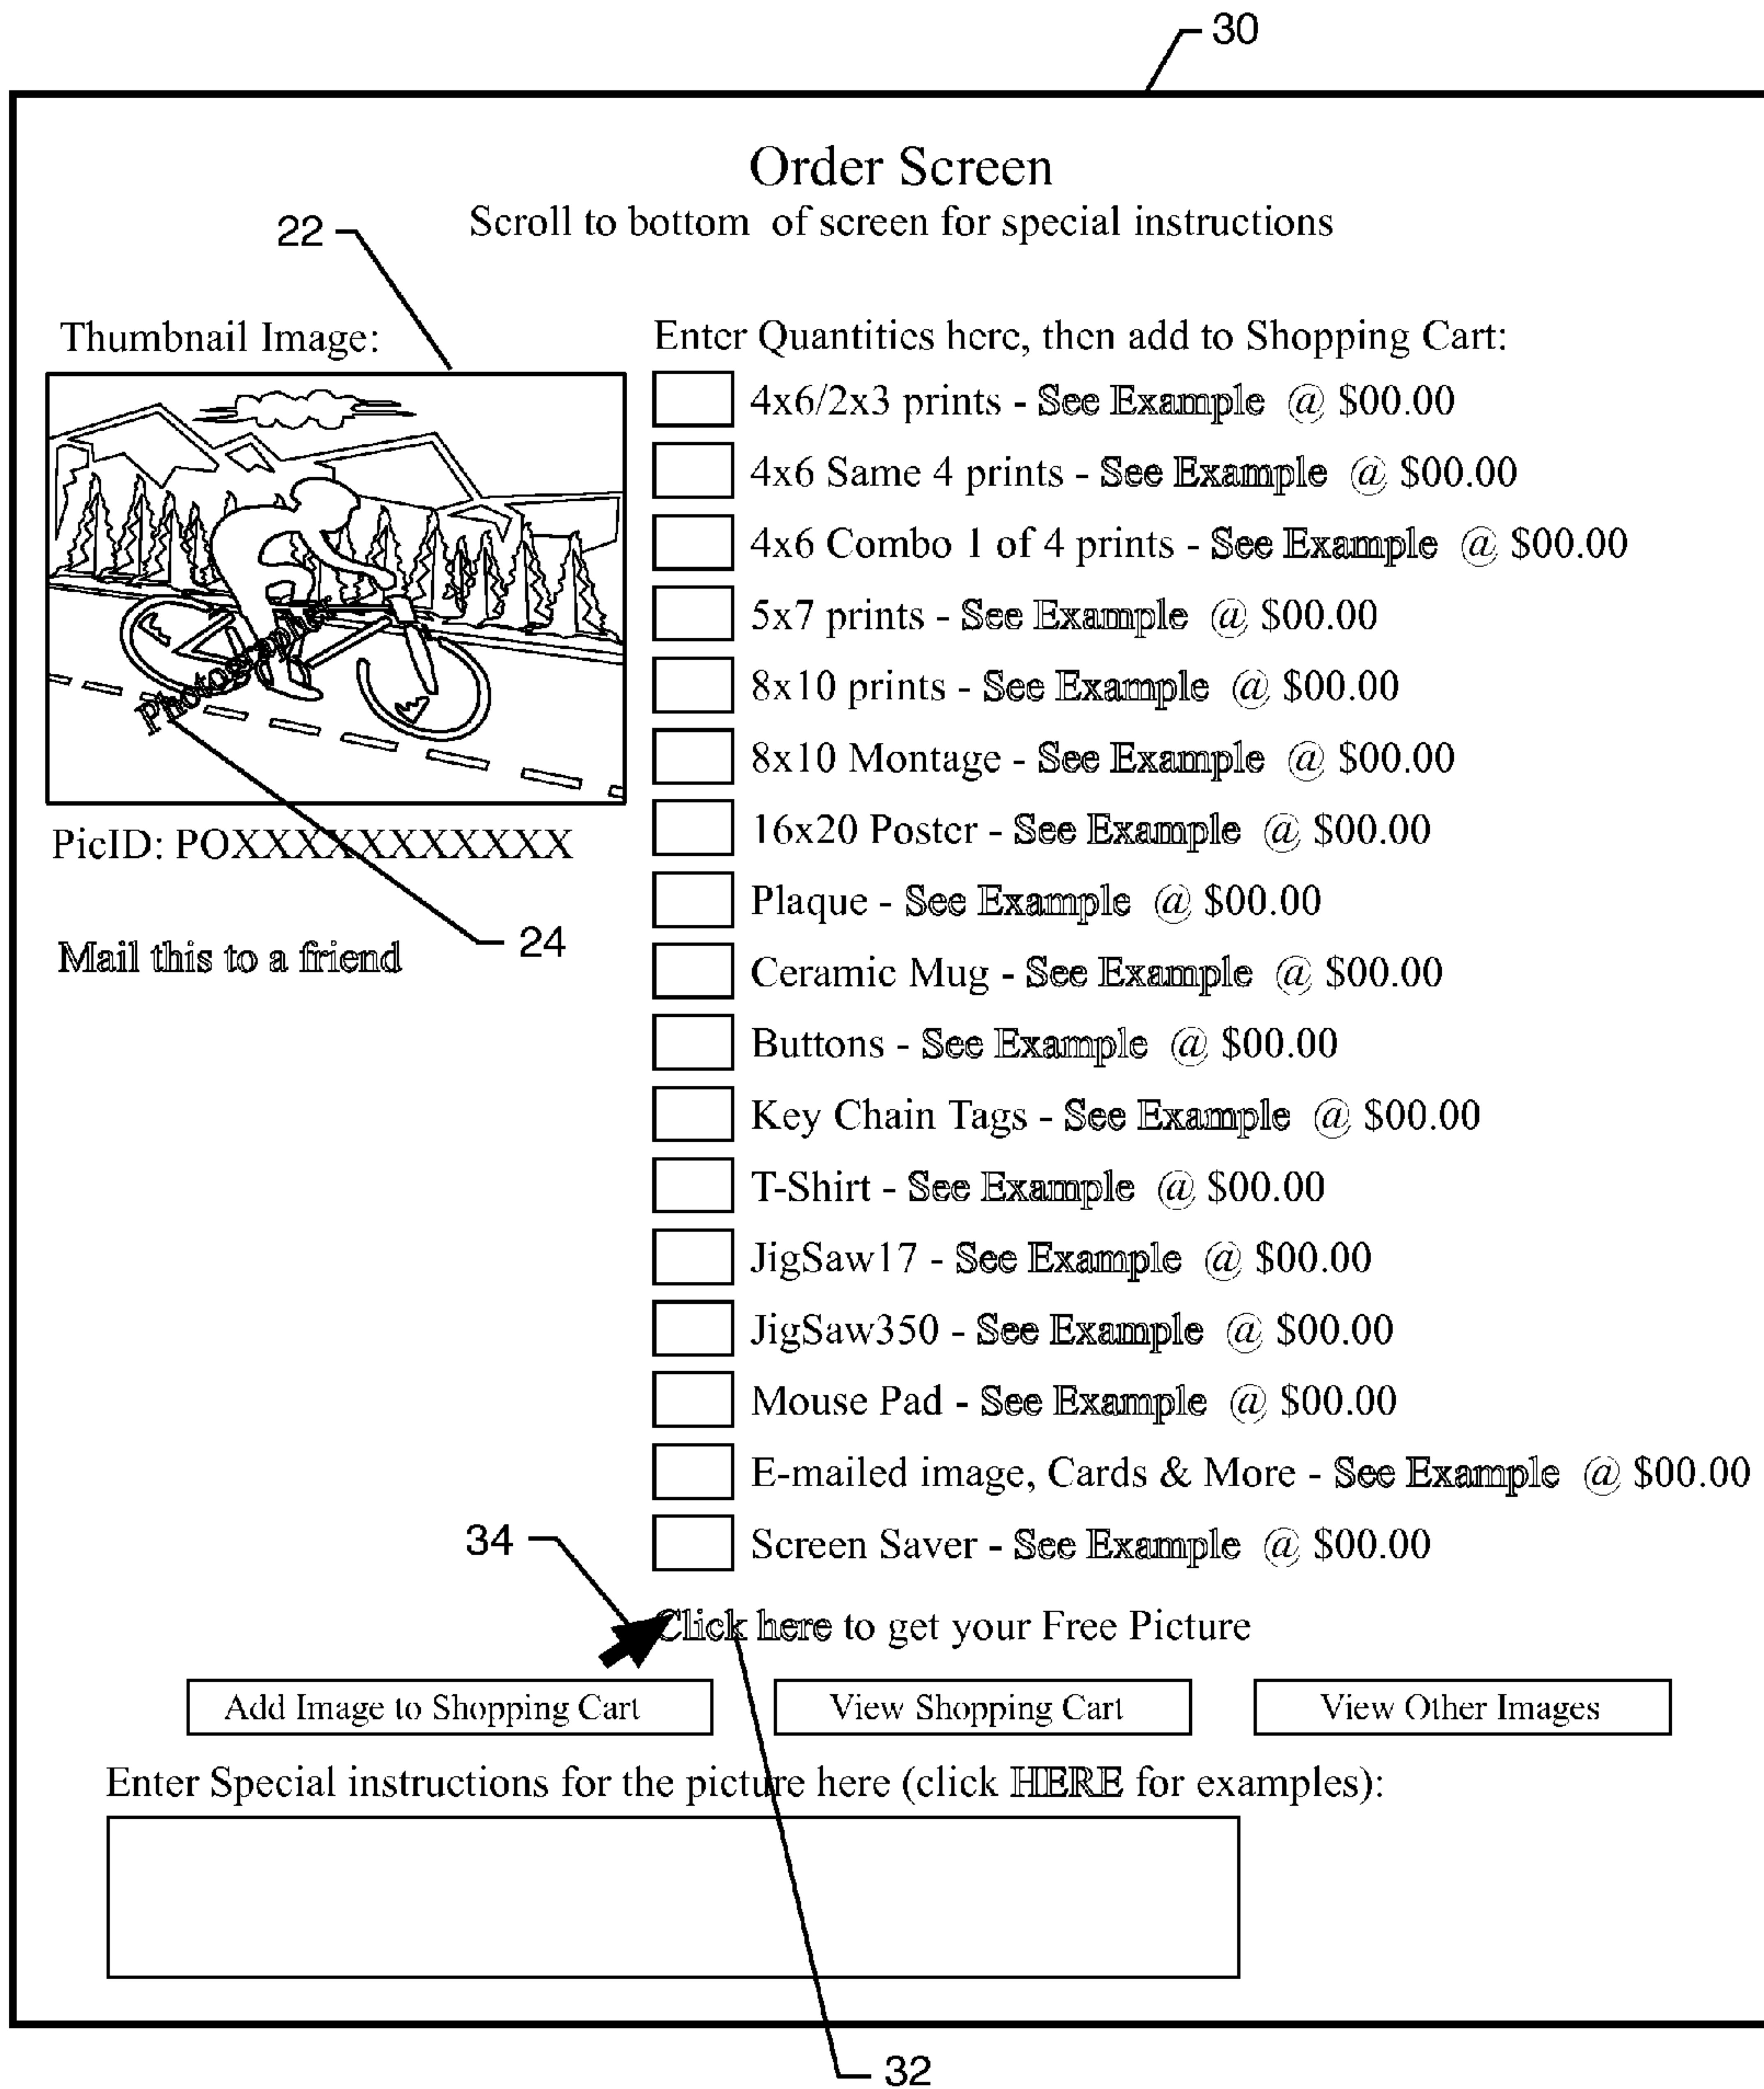 30
Order Screen
Scroll to bottom of screen for special instructions
22
Thumbnail Image:
Photographer
PicID: POXXXXXXXXXXXX
24
Mail this to a friend
Enter Quantities here, then add to Shopping Cart:
4x6/2x3 prints - See Example @ $00.00
4x6 Same 4 prints - See Example @ $00.00
4x6 Combo 1 of 4 prints - See Example @ $00.00
5x7 prints - See Example @ $00.00
8x10 prints - See Example @ $00.00
8x10 Montage - See Example @ $00.00
16x20 Poster - See Example @ $00.00
Plaque - See Example @ $00.00
Ceramic Mug - See Example @ $00.00
Buttons - See Example @ $00.00
Key Chain Tags - See Example @ $00.00
T-Shirt - See Example @ $00.00
JigSaw17 - See Example @ $00.00
JigSaw350 - See Example @ $00.00
Mouse Pad - See Example @ $00.00
E-mailed image, Cards & More - See Example @ $00.00
Screen Saver - See Example @ $00.00
34
Click here to get your Free Picture
Add Image to Shopping Cart
View Shopping Cart
View Other Images
Enter Special instructions for the picture here (click HERE for examples):
32